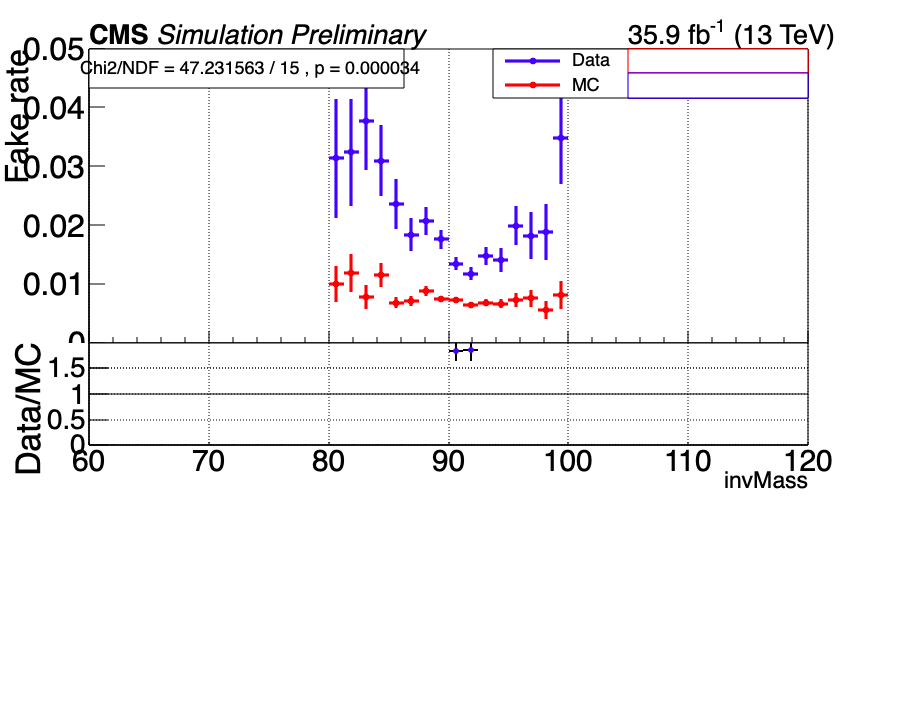 CMS Simulation Preliminary
35.9 fb⁻¹ (13 TeV)
Chi2/NDF = 47.231563 / 15 , p = 0.000034
Data
MC
Fake rate
0.05
0.04
0.03
0.02
0.01
0
Data/MC
1.5
1
0.5
0
60 70 80 90 100 110 120
invMass